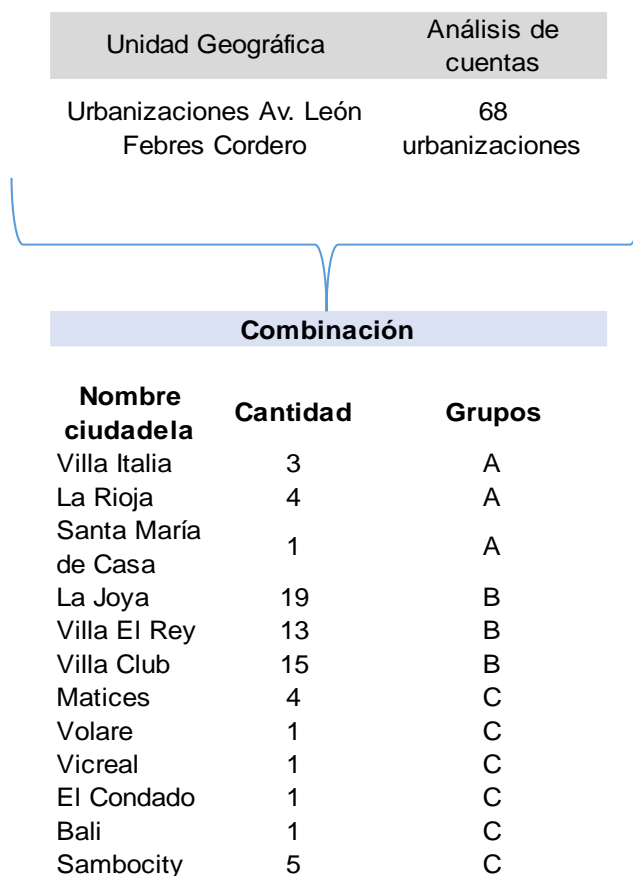 Unidad Geográfica Análisis de cuentas
Urbanizaciones Av. León Febres Cordero 68 urbanizaciones
Combinación
Nombre ciudadela Cantidad Grupos
Villa Italia 3 A
La Rioja 4 A
Santa María de Casa 1 A
La Joya 19 B
Villa El Rey 13 B
Villa Club 15 B
Matices 4 C
Volare 1 C
Vicreal 1 C
El Condado 1 C
Bali 1 C
Sambocity 5 C